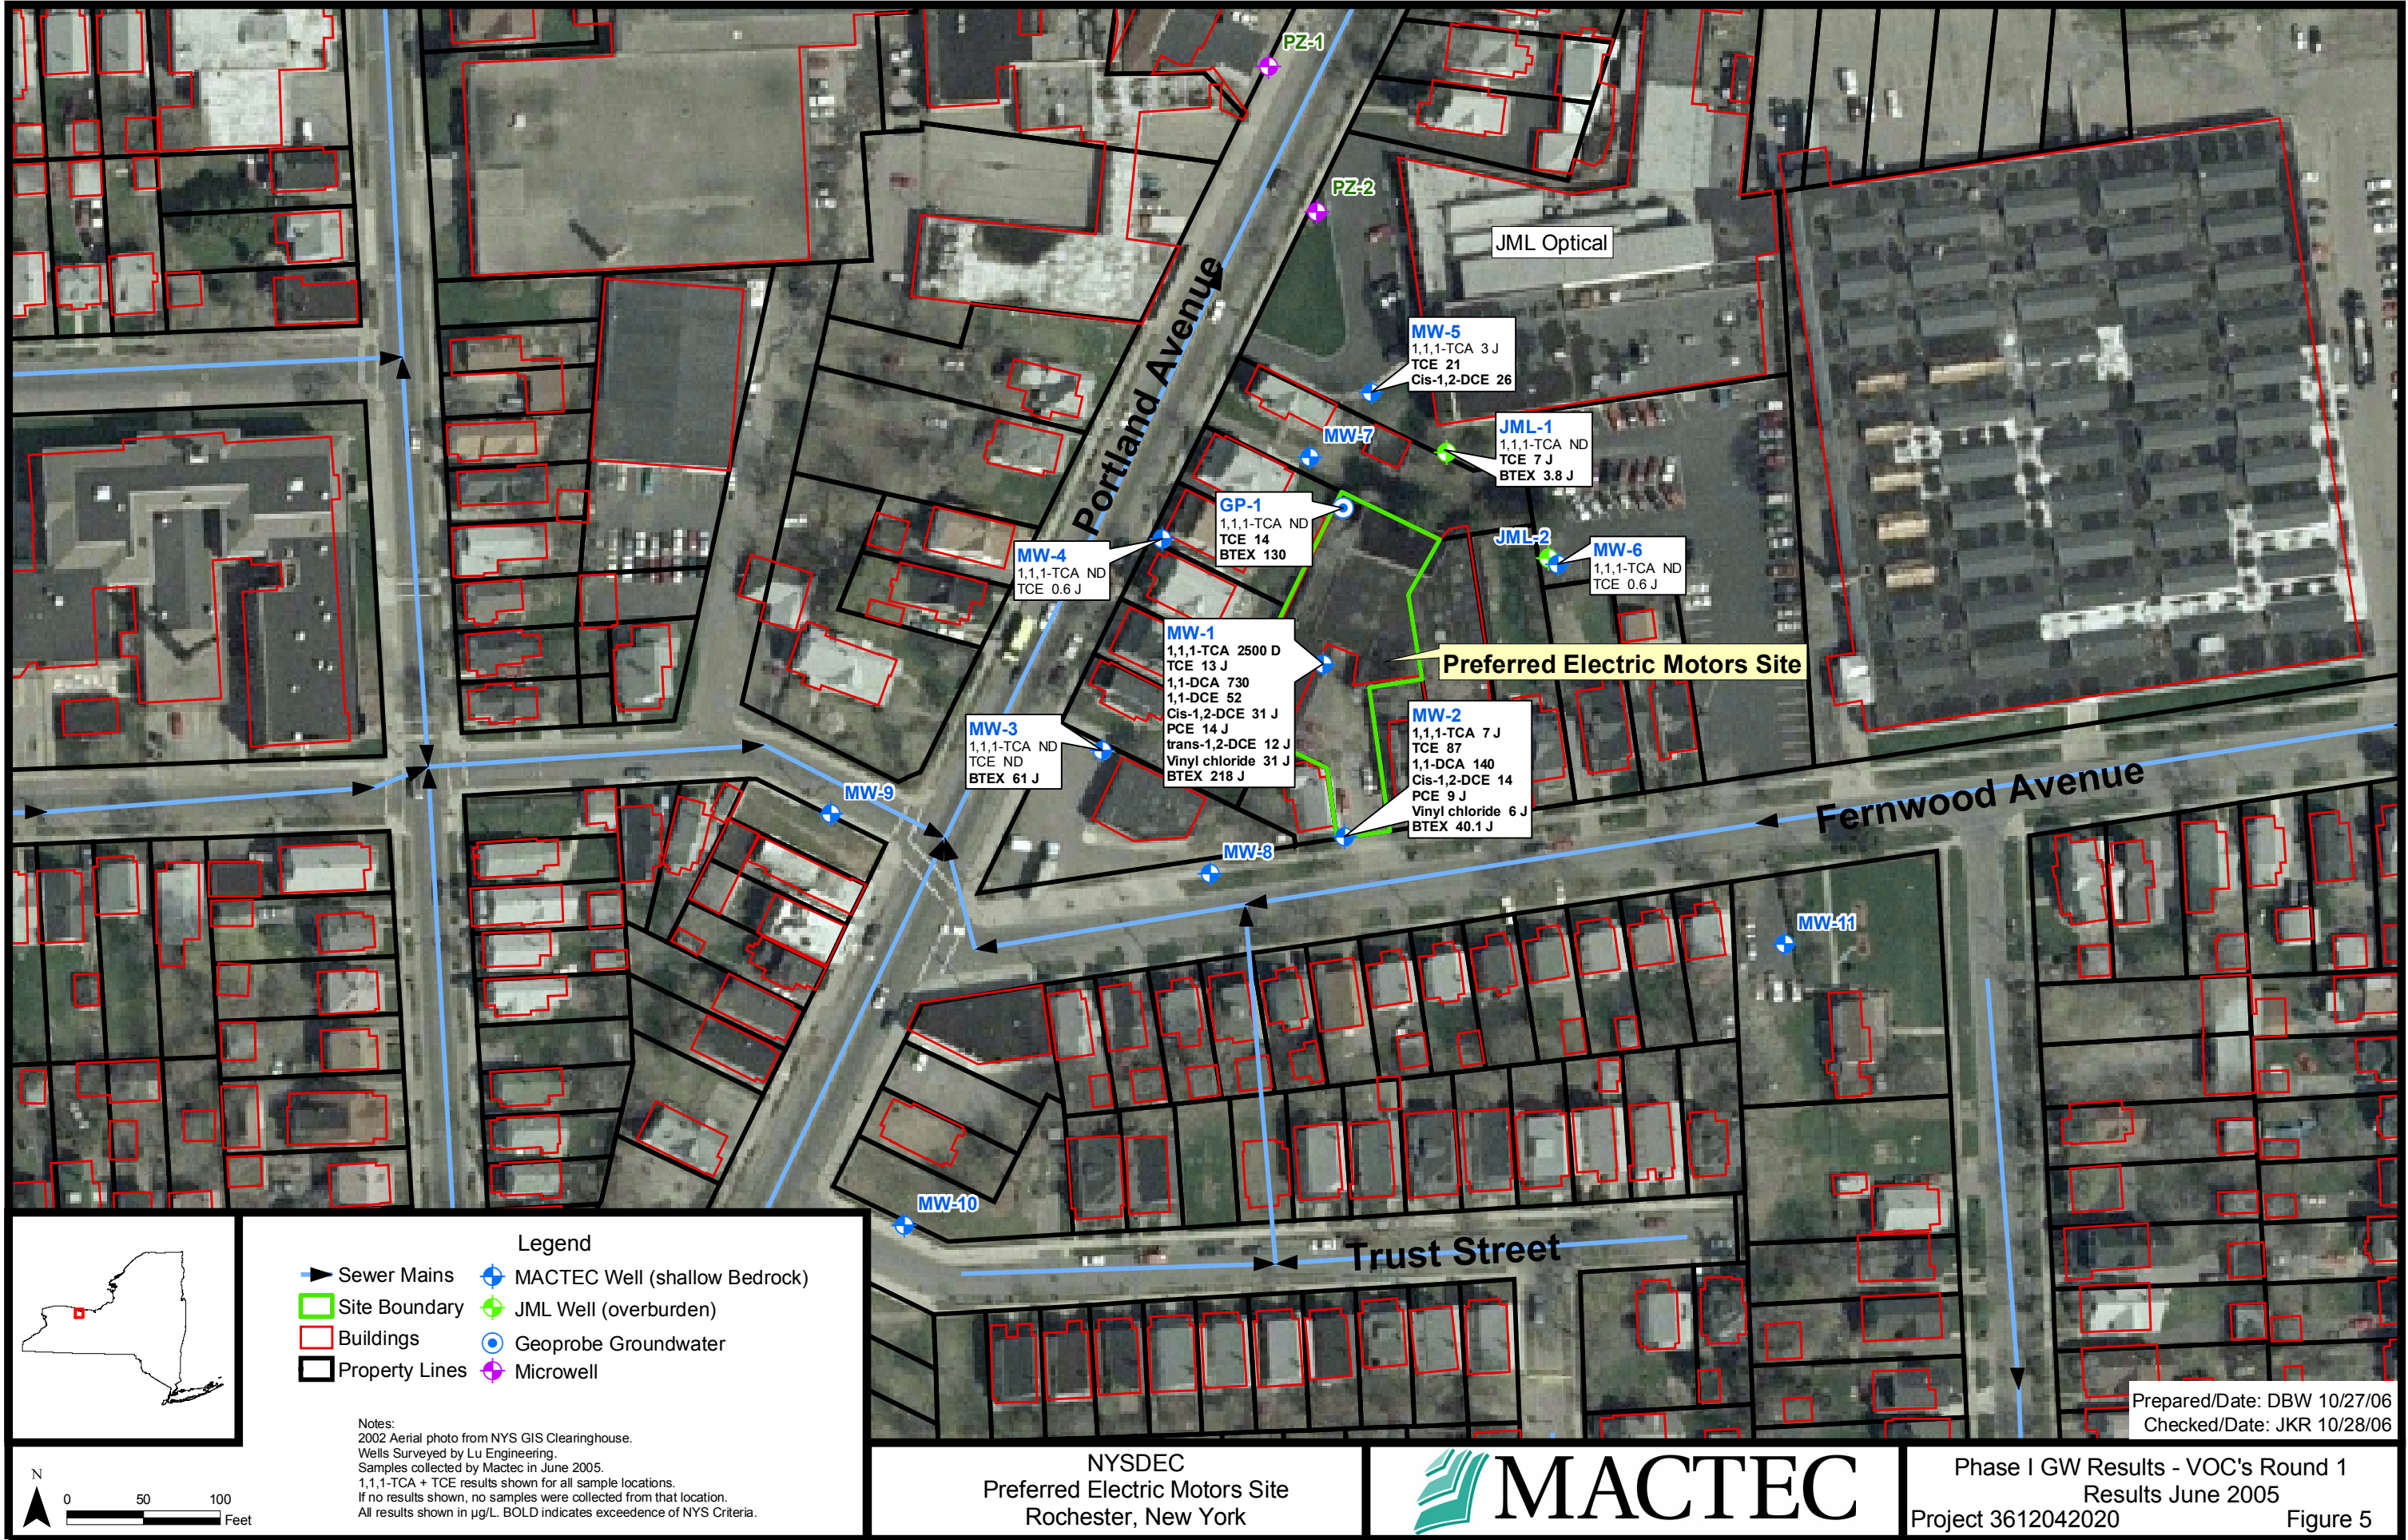 PZ-1
PZ-2
JML Optical
Portland Avenue
MW-5
1,1,1-TCA 3 J
TCE 21
Cis-1,2-DCE 26
MW-7
JML-1
1,1,1-TCA ND
TCE 7 J
BTEX 3.8 J
GP-1
1,1,1-TCA ND
TCE 14
BTEX 130
JML-2
MW-6
1,1,1-TCA ND
TCE 0.6 J
MW-4
1,1,1-TCA ND
TCE 0.6 J
MW-1
1,1,1-TCA 2500 D
TCE 13 J
1,1-DCA 730
1,1-DCE 52
Cis-1,2-DCE 31 J
PCE 14 J
trans-1,2-DCE 12 J
Vinyl chloride 31 J
BTEX 218 J
Preferred Electric Motors Site
MW-3
1,1,1-TCA ND
TCE ND
BTEX 61 J
MW-2
1,1,1-TCA 7 J
TCE 87
1,1-DCA 140
Cis-1,2-DCE 14
PCE 9 J
Vinyl chloride 6 J
BTEX 40.1 J
MW-9
MW-8
Fernwood Avenue
MW-11
MW-10
Trust Street
Legend
Sewer Mains
Site Boundary
Buildings
Property Lines
MACTEC Well (shallow Bedrock)
JML Well (overburden)
Geoprobe Groundwater
Microwell
Notes:
2002 Aerial photo from NYS GIS Clearinghouse.
Wells Surveyed by Lu Engineering.
Samples collected by Mactec in June 2005.
1,1,1-TCA + TCE results shown for all sample locations.
If no results shown, no samples were collected from that location.
All results shown in µg/L. BOLD indicates exceedence of NYS Criteria.
N
0 50 100
Feet
NYSDEC
Preferred Electric Motors Site
Rochester, New York
MACTEC
Prepared/Date: DBW 10/27/06
Checked/Date: JKR 10/28/06
Phase I GW Results - VOC's Round 1
Results June 2005
Project 3612042020 Figure 5